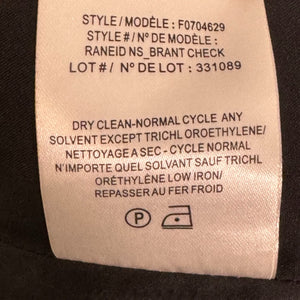 STYLE / MODÈLE : F0704629
STYLE # / Nº DE MODÈLE :
RANEID NS_BRANT CHECK
LOT # / Nº DE LOT : 331089
DRY CLEAN-NORMAL CYCLE ANY
SOLVENT EXCEPT TRICHL OROETHYLENE/
NETTOYAGE A SEC - CYCLE NORMAL
N'IMPORTE QUEL SOLVANT SAUF TRICHL
ORÉTHYLÈNE LOW IRON/
REPASSER AU FER FROID
P